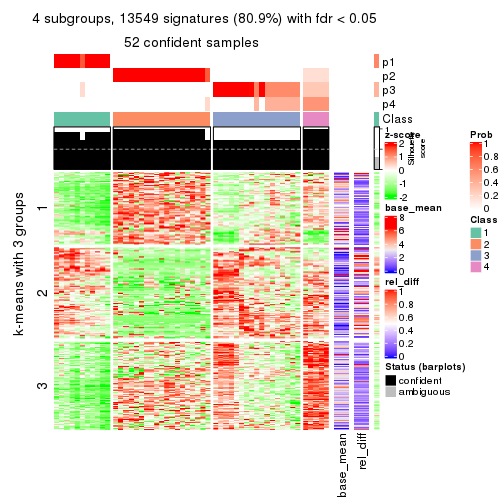 4 subgroups, 13549 signatures (80.9%) with fdr < 0.05
52 confident samples
p1
p2
p3
p4
Class
1
Silhouette
score
k-means with 3 groups
1
2
3
base_mean
rel_diff
z-score
2
1
0
-1
-2
base_mean
8
6
4
2
0
rel_diff
1
0.8
0.6
0.4
0.2
0
Status (barplots)
confident
ambiguous
Prob
1
0.8
0.6
0.4
0.2
0
Class
1
2
3
4